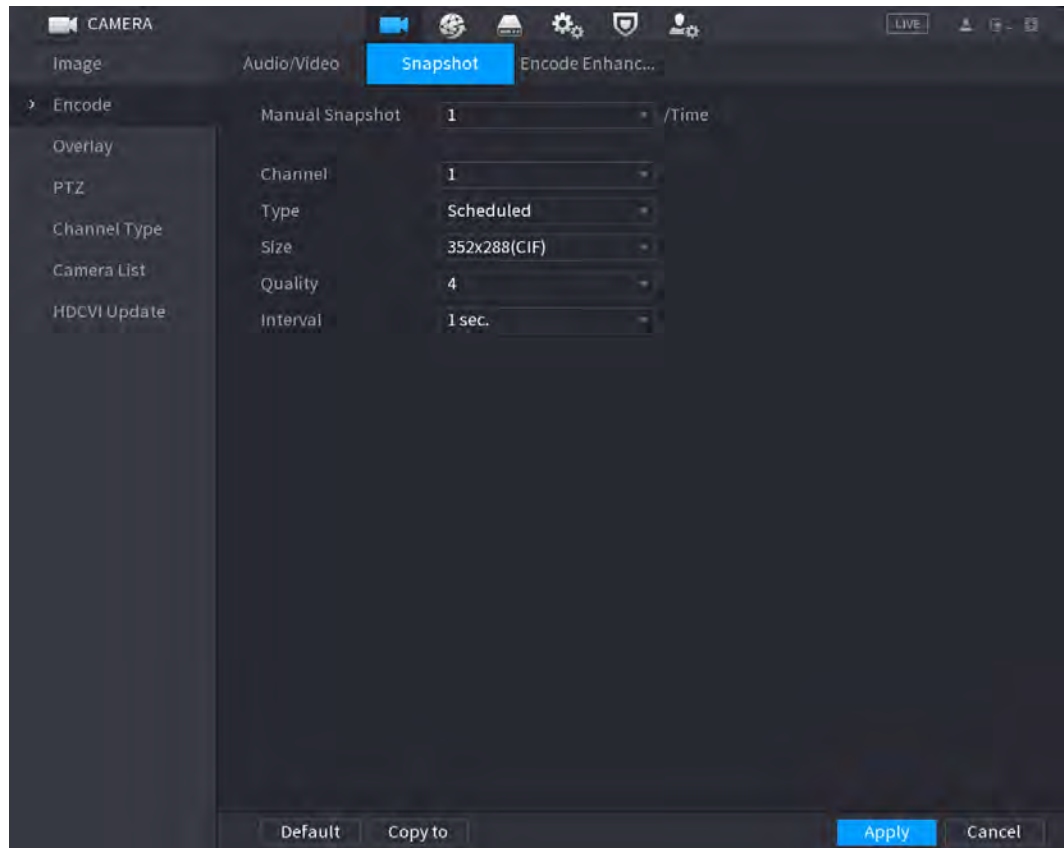 CAMERA LIVE
Image Audio/Video Snapshot Encode Enhanc...
> Encode
Manual Snapshot 1 /Time
Overlay
Channel 1
PTZ
Type Scheduled
Channel Type
Size 352x288(CIF)
Camera List
Quality 4
HDCVI Update
Interval 1 sec.
Default Copy to Apply Cancel